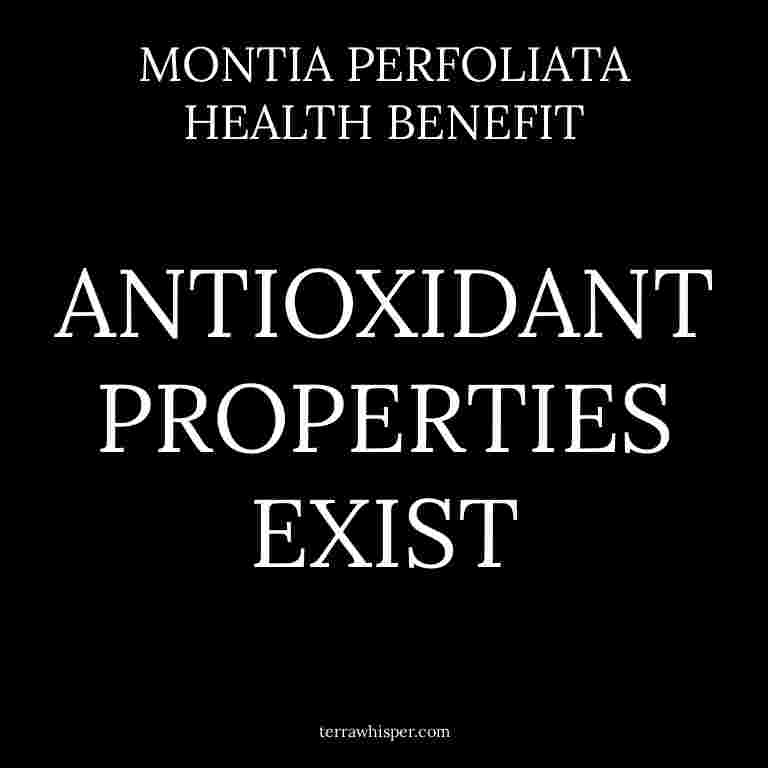 MONTIA PERFOLIATA
HEALTH BENEFIT
ANTIOXIDANT
PROPERTIES
EXIST
terrawhisper.com